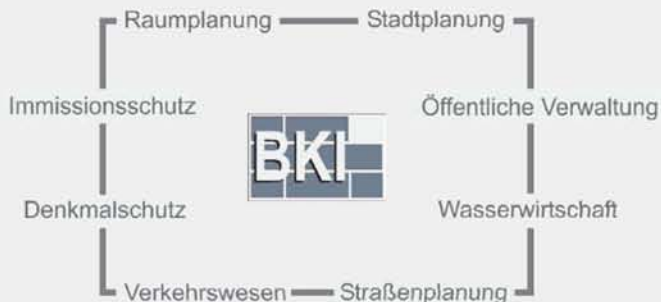 Raumplanung Stadtplanung
Immissionsschutz Öffentliche Verwaltung
BKI
Denkmalschutz Wasserwirtschaft
Verkehrswesen Straßenplanung